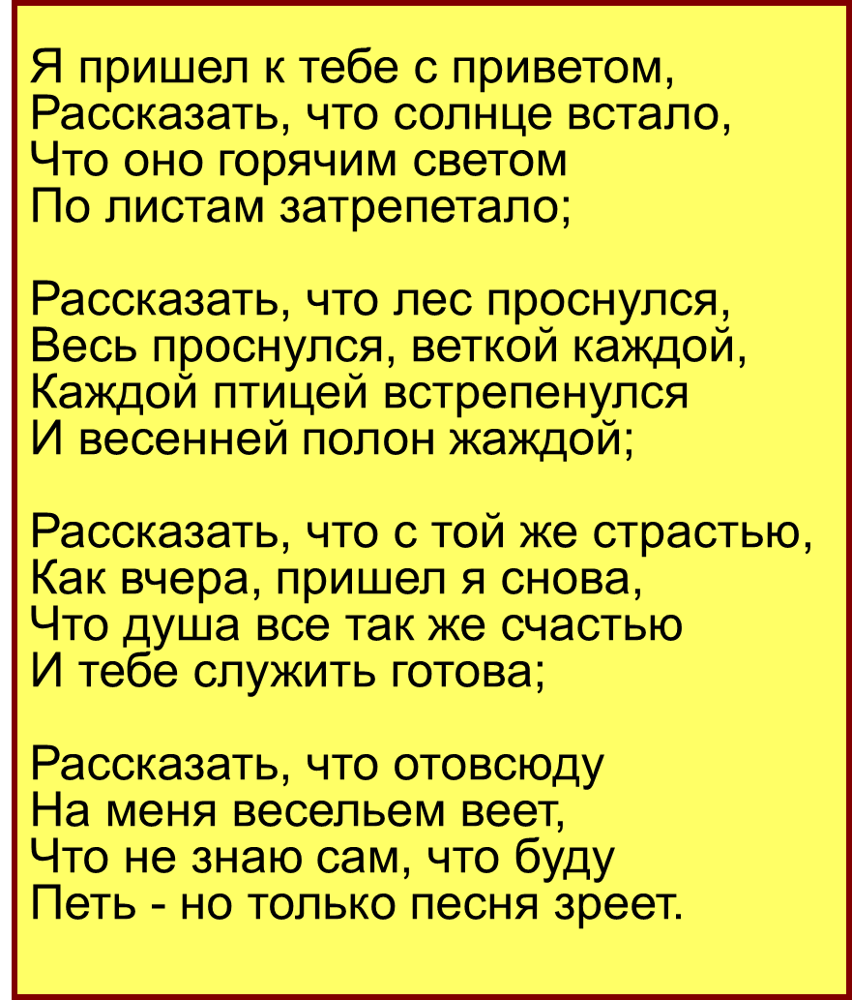 Я пришел к тебе с приветом,
Рассказать, что солнце встало,
Что оно горячим светом
По листам затрепетало;
Рассказать, что лес проснулся,
Весь проснулся, веткой каждой,
Каждой птицей встрепенулся
И весенней полон жаждой;
Рассказать, что с той же страстью,
Как вчера, пришел я снова,
Что душа все так же счастью
И тебе служить готова;
Рассказать, что отовсюду
На меня весельем веет,
Что не знаю сам, что буду
Петь - но только песня зреет.